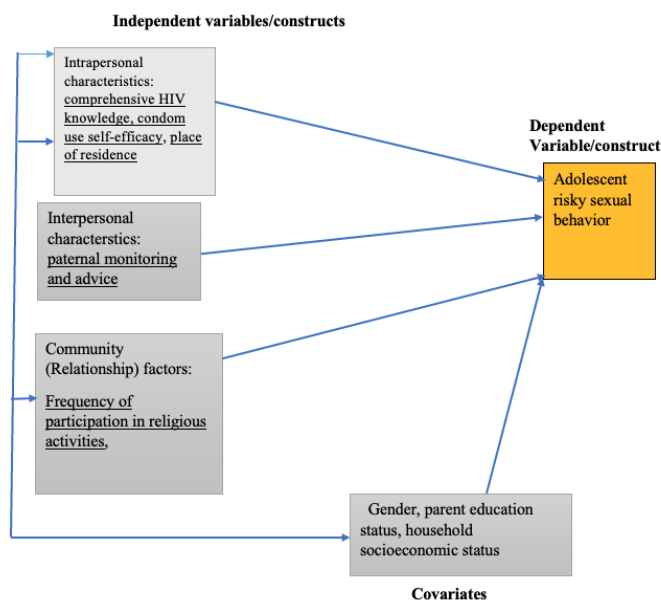 Independent variables/constructs
Intrapersonal
characteristics:
comprehensive HIV
knowledge, condom
use self-efficacy, place
of residence
Dependent
Variable/construct
Adolescent
risky sexual
behavior
Interpersonal
characterstics:
paternal monitoring
and advice
Community
(Relationship) factors:
Frequency of
participation in religious
activities,
Gender, parent education
status, household
socioeconomic status
Covariates